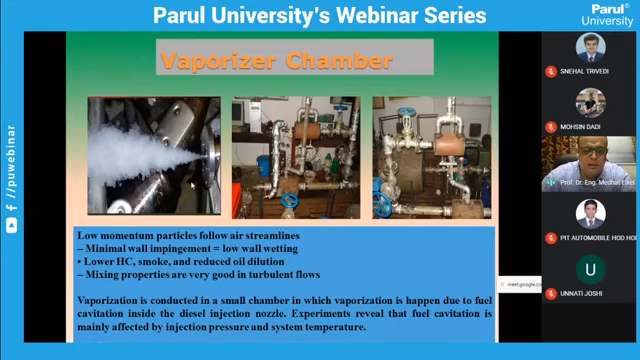 Parul University's Webinar Series
Parul®
University
Vaporizer Chamber
Low momentum particles follow air streamlines
– Minimal wall impingement = low wall wetting
• Lower HC, smoke, and reduced oil dilution
– Mixing properties are very good in turbulent flows
Vaporization is conducted in a small chamber in which vaporization is happen due to fuel
cavitation inside the diesel injection nozzle. Experiments reveal that fuel cavitation is
mainly affected by injection pressure and system temperature.
SNEHAL TRIVEDI
MOHSIN DADI
Prof. Dr. Eng. Medhat Elkel
PIT AUTOMOBILE HOD HO
U
UNNATI JOSHI
meet.google.com
/puwebinar